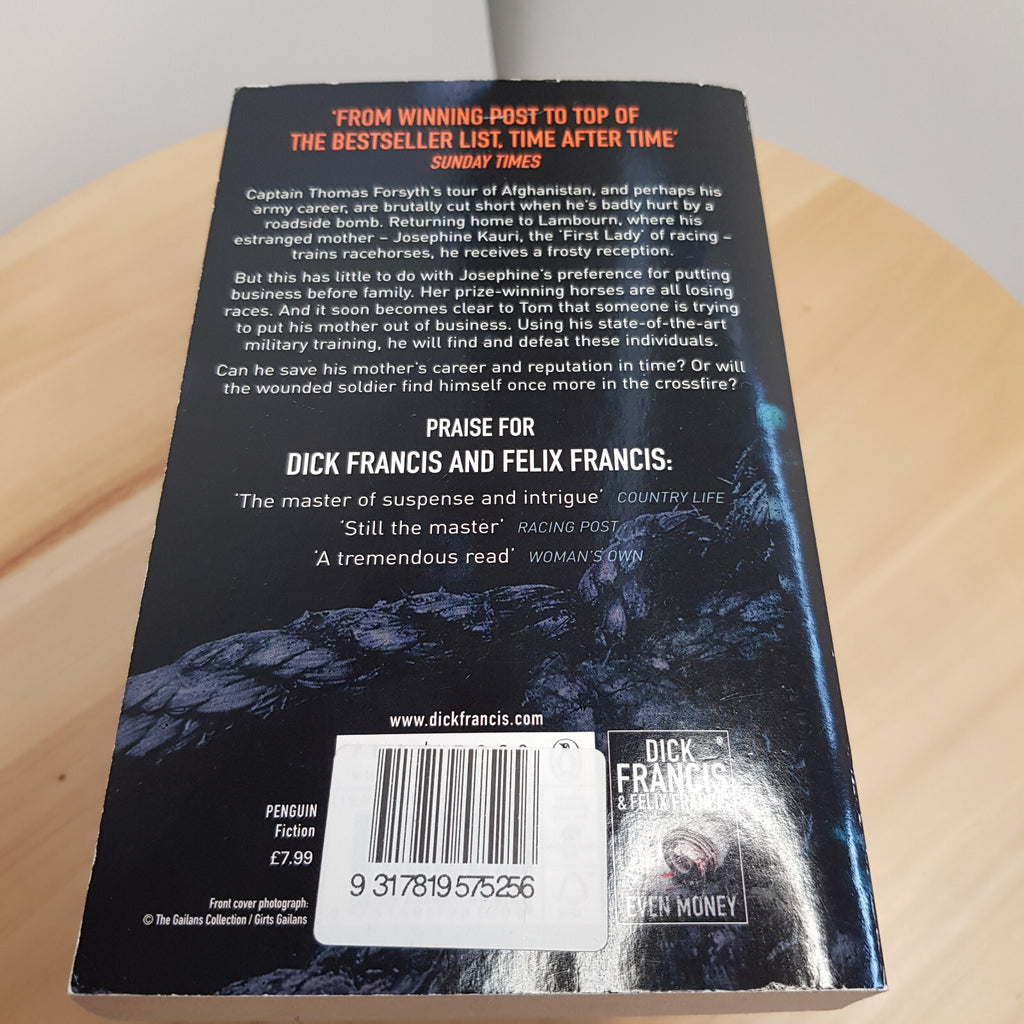 'FROM WINNING POST TO TOP OF
THE BESTSELLER LIST, TIME AFTER TIME'
SUNDAY TIMES
Captain Thomas Forsyth's tour of Afghanistan, and perhaps his
army career, are brutally cut short when he's badly hurt by a
roadside bomb. Returning home to Lambourn, where his
estranged mother – Josephine Kauri, the 'First Lady' of racing –
trains racehorses, he receives a frosty reception.
But this has little to do with Josephine's preference for putting
business before family. Her prize-winning horses are all losing
races. And it soon becomes clear to Tom that someone is trying
to put his mother out of business. Using his state-of-the-art
military training, he will find and defeat these individuals.
Can he save his mother's career and reputation in time? Or will
the wounded soldier find himself once more in the crossfire?
PRAISE FOR
DICK FRANCIS AND FELIX FRANCIS:
'The master of suspense and intrigue' COUNTRY LIFE
'Still the master' RACING POST
'A tremendous read' WOMAN'S OWN
www.dickfrancis.com
PENGUIN
Fiction
£7.99
Front cover photograph:
© The Gailans Collection / Girts Gailans
9 317819 575256
DICK
FRANCIS
& FELIX
EVEN MONEY